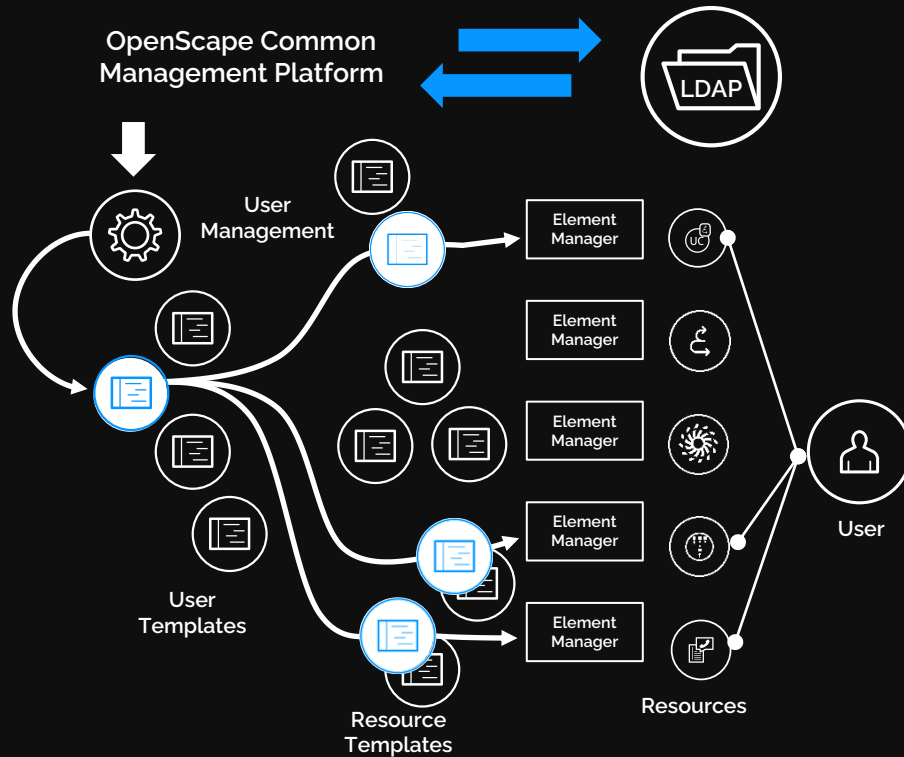 OpenScape Common
Management Platform
LDAP
User
Management
Element
Manager
UC
Element
Manager
Element
Manager
Element
Manager
User
Element
Manager
User
Templates
Resources
Resource
Templates